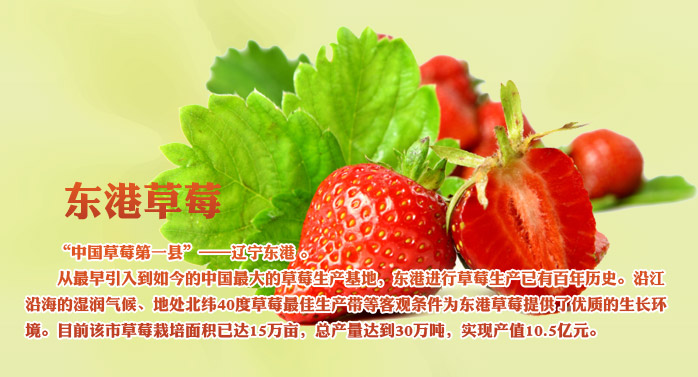 东港草莓
“中国草莓第一县”——辽宁东港 。
从最早引入到如今的中国最大的草莓生产基地，东港进行草莓生产已有百年历史。沿江
沿海的湿润气候、地处北纬40度草莓最佳生产带等客观条件为东港草莓提供了优质的生长环
境。目前该市草莓栽培面积已达15万亩，总产量达到30万吨，实现产值10.5亿元。